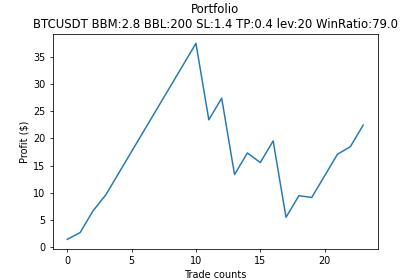 Portfolio
BTCUSDT BBM:2.8 BBL:200 SL:1.4 TP:0.4 lev:20 WinRatio:79.0
35
30
25
20
15
10
5
0
Profit ($)
0 5 10 15 20
Trade counts